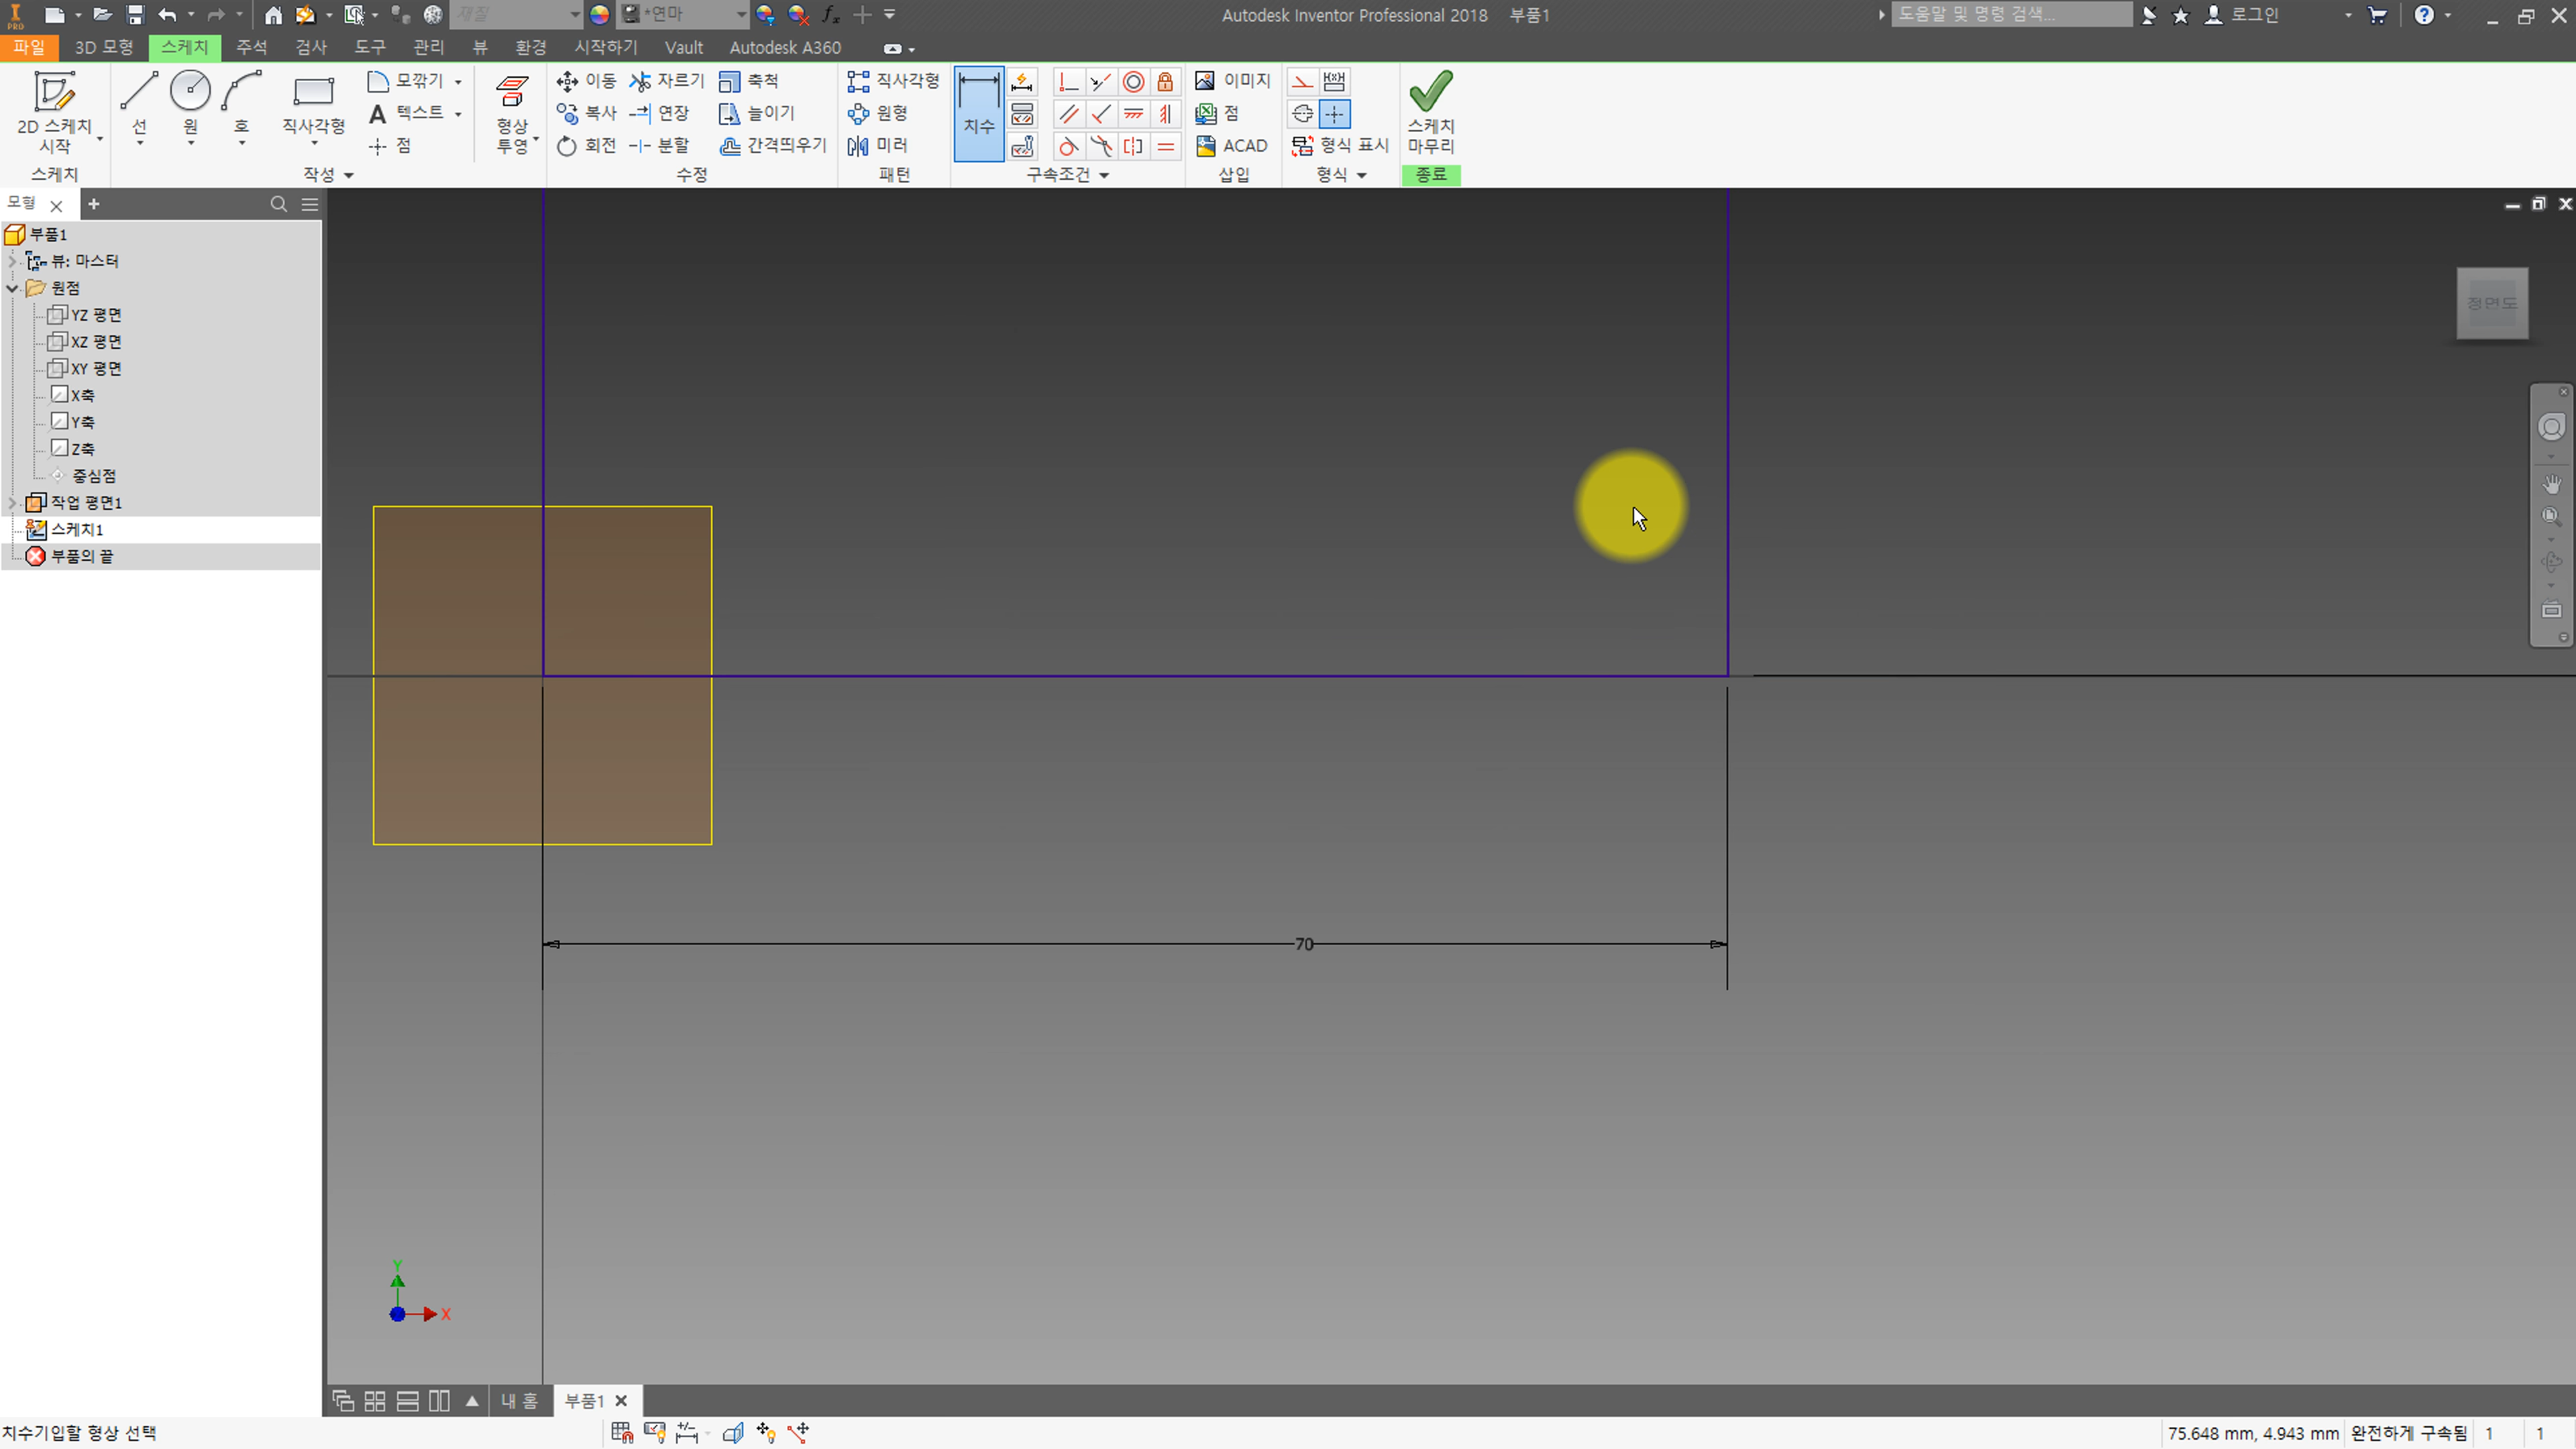 재질
*연마
Autodesk Inventor Professional 2018 부품1
도움말 및 명령 검색...
로그인
PRO
파일 3D 모형 스케치 주석 검사 도구 관리 뷰 환경 시작하기 Vault Autodesk A360
2D 스케치 시작
선
원
호
직사각형
모깎기
텍스트
점
형상 투영
이동 자르기 축척
복사 연장 늘이기
회전 분할 간격띄우기
직사각형
원형
미러
치수
이미지
점
ACAD
형식 표시
스케치 마무리
스케치 작성 수정 패턴 구속조건 삽입 형식 종료
모형
부품1
뷰: 마스터
원점
YZ 평면
XZ 평면
XY 평면
X축
Y축
Z축
중심점
작업 평면1
스케치1
부품의 끝
정면도
70
Y
X
내 홈 부품1
치수기입할 형상 선택
75.648 mm, 4.943 mm 완전하게 구속됨 1 1